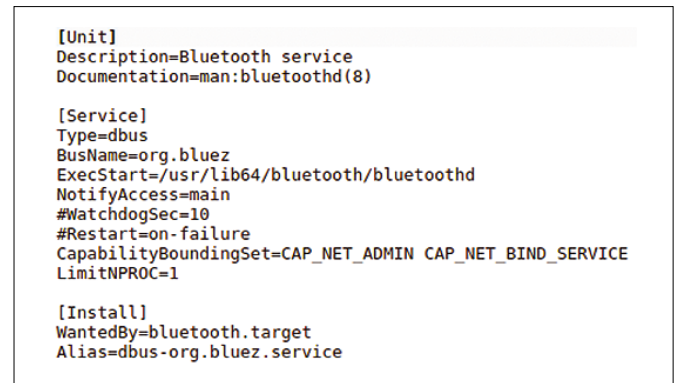 [Unit]
Description=Bluetooth service
Documentation=man:bluetoothd(8)

[Service]
Type=dbus
BusName=org.bluez
ExecStart=/usr/lib64/bluetooth/bluetoothd
NotifyAccess=main
#WatchdogSec=10
#Restart=on-failure
CapabilityBoundingSet=CAP_NET_ADMIN CAP_NET_BIND_SERVICE
LimitNPROC=1

[Install]
WantedBy=bluetooth.target
Alias=dbus-org.bluez.service